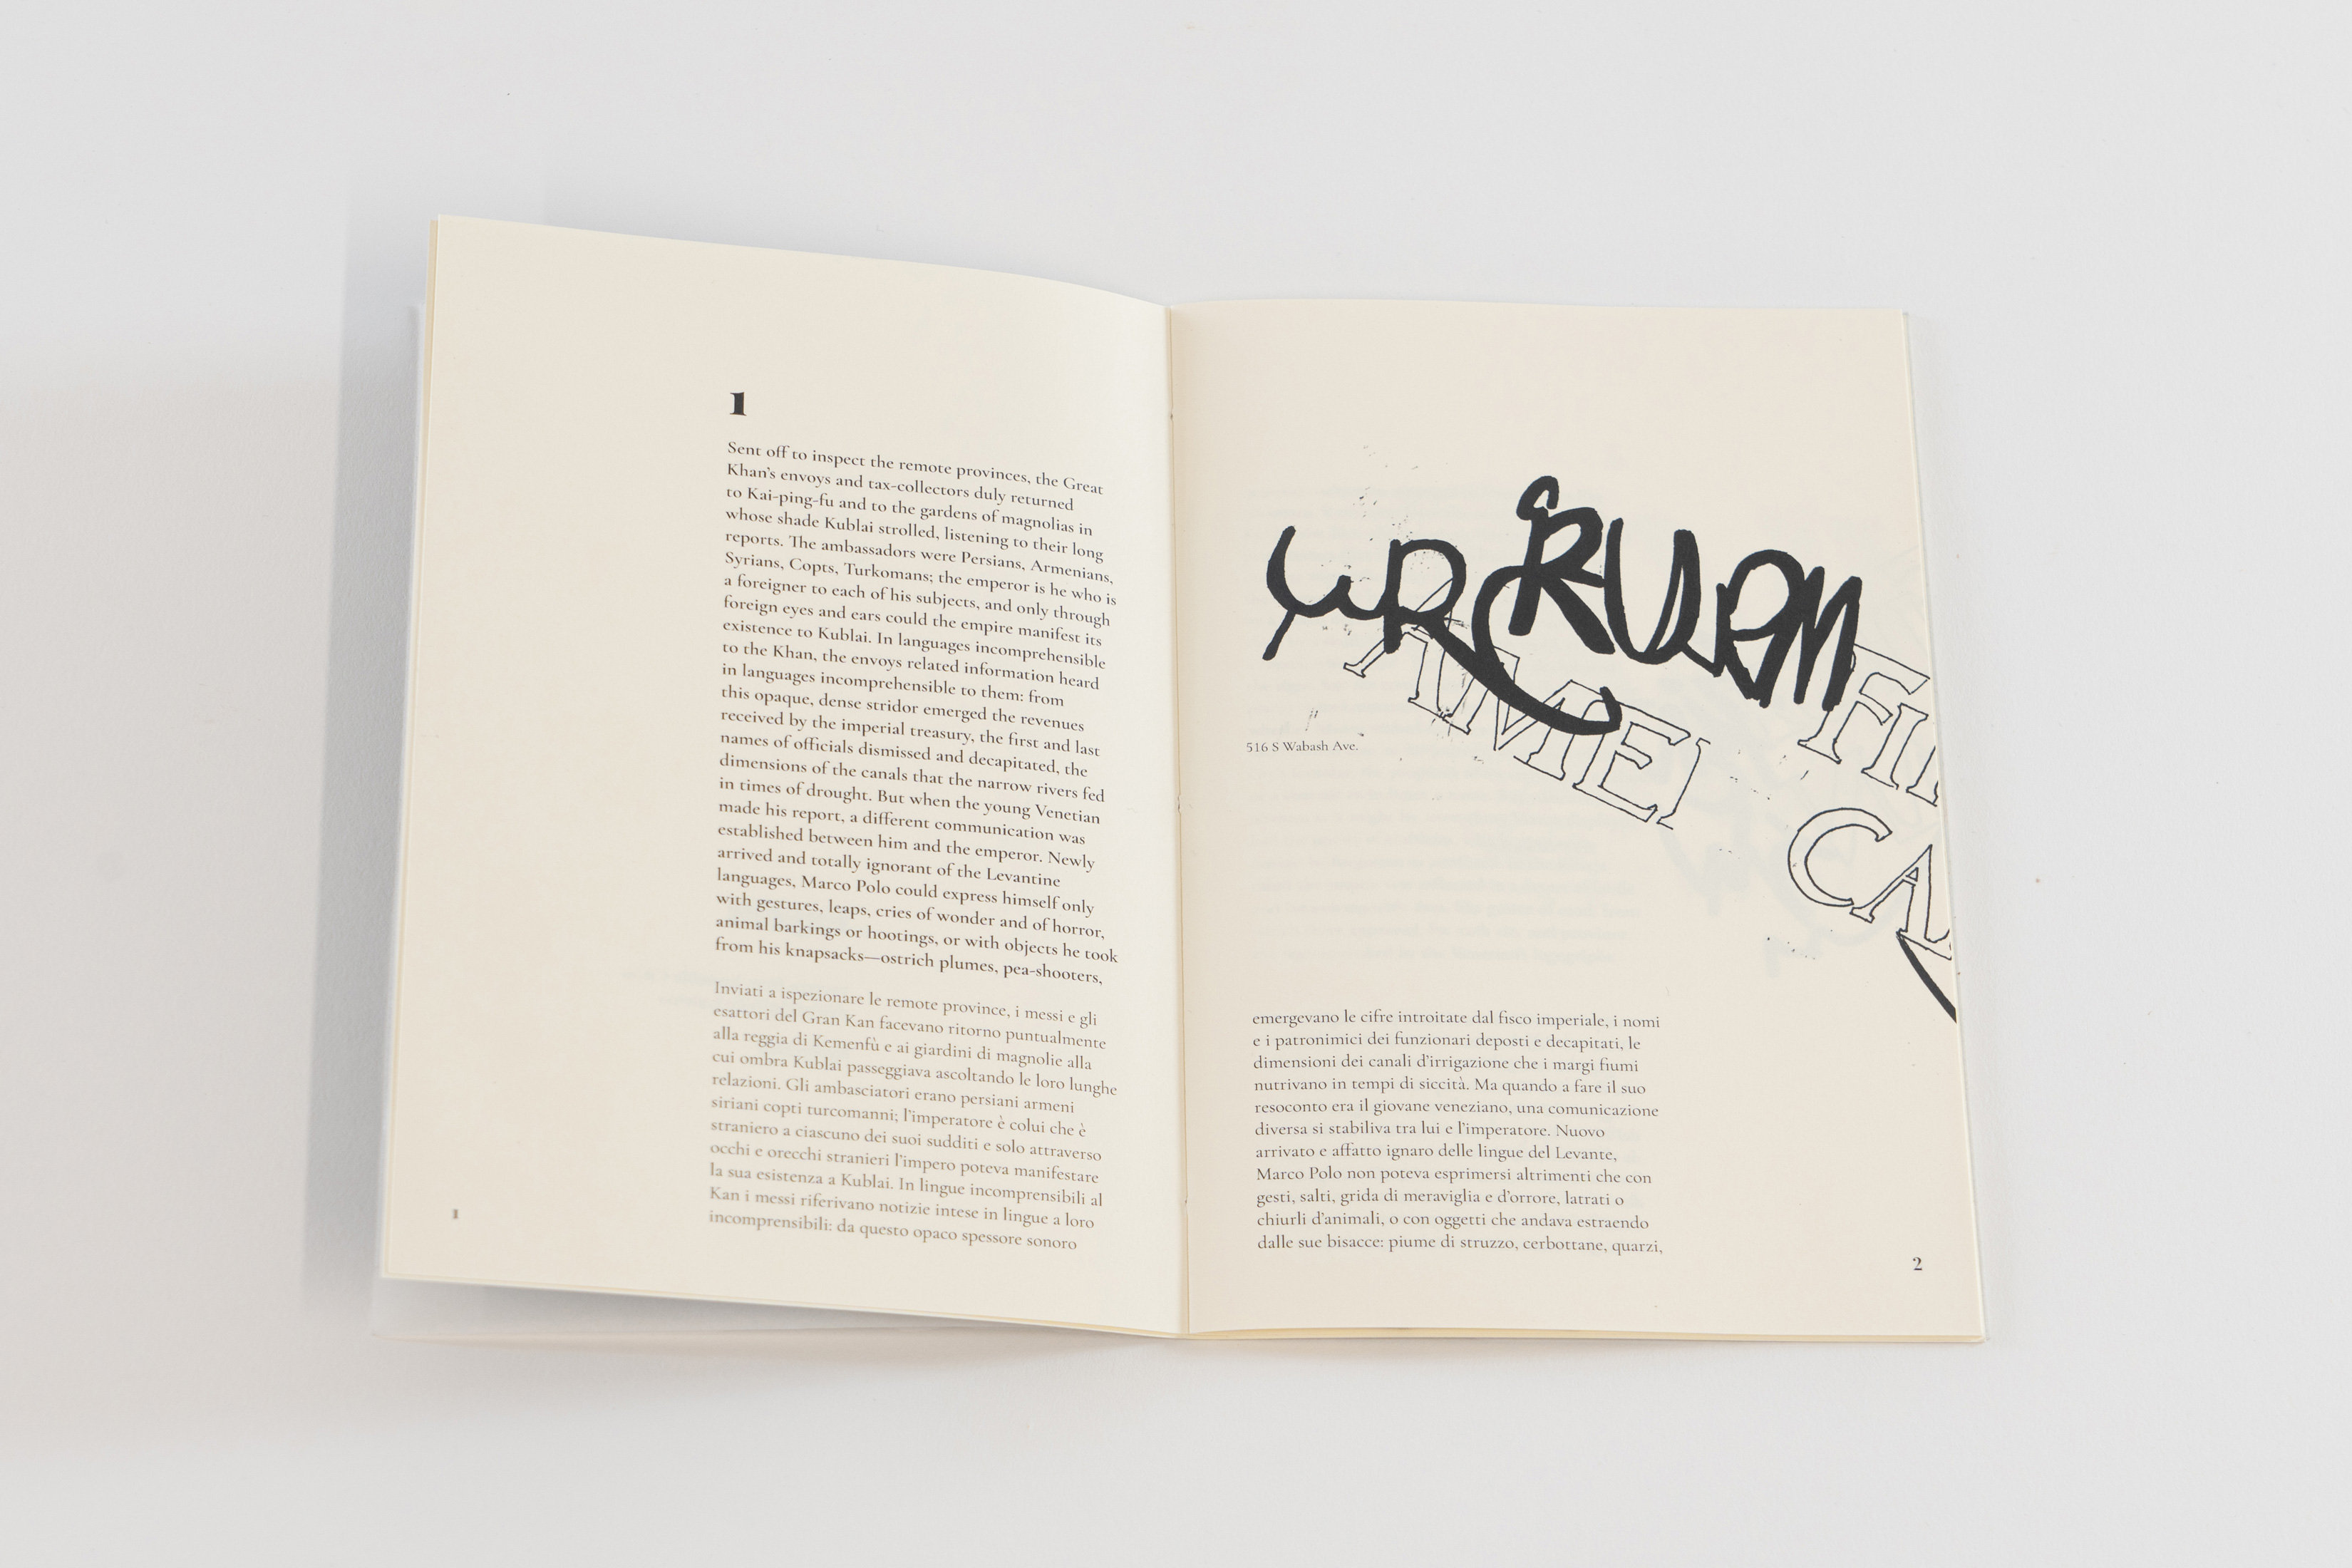 1
Sent off to inspect the remote provinces, the Great
Khan's envoys and tax-collectors duly returned
to Kai-ping-fu and to the gardens of magnolias in
whose shade Kublai strolled, listening to their long
reports. The ambassadors were Persians, Armenians,
Syrians, Copts, Turkomans; the emperor is he who is
a foreigner to each of his subjects, and only through
foreign eyes and ears could the empire manifest its
existence to Kublai. In languages incomprehensible
to the Khan, the envoys related information heard
in languages incomprehensible to them: from
this opaque, dense stridor emerged the revenues
received by the imperial treasury, the first and last
names of officials dismissed and decapitated, the
dimensions of the canals that the narrow rivers fed
in times of drought. But when the young Venetian
made his report, a different communication was
established between him and the emperor. Newly
arrived and totally ignorant of the Levantine
languages, Marco Polo could express himself only
with gestures, leaps, cries of wonder and of horror,
animal barkings or hootings, or with objects he took
from his knapsacks—ostrich plumes, pea-shooters,
Inviati a ispezionare le remote province, i messi e gli
esattori del Gran Kan facevano ritorno puntualmente
alla reggia di Kemenfù e ai giardini di magnolie alla
cui ombra Kublai passeggiava ascoltando le loro lunghe
relazioni. Gli ambasciatori erano persiani armeni
siriani copti turcomanni; l'imperatore è colui che è
straniero a ciascuno dei suoi sudditi e solo attraverso
occhi e orecchi stranieri l'impero poteva manifestare
la sua esistenza a Kublai. In lingue incomprensibili al
Kan i messi riferivano notizie intese in lingue a loro
incomprensibili: da questo opaco spessore sonoro
1
FI
CAL
516 S Wabash Ave.
emergevano le cifre introitate dal fisco imperiale, i nomi
e i patronimici dei funzionari deposti e decapitati, le
dimensioni dei canali d'irrigazione che i margi fiumi
nutrivano in tempi di siccità. Ma quando a fare il suo
resoconto era il giovane veneziano, una comunicazione
diversa si stabiliva tra lui e l'imperatore. Nuovo
arrivato e affatto ignaro delle lingue del Levante,
Marco Polo non poteva esprimersi altrimenti che con
gesti, salti, grida di meraviglia e d'orrore, latrati o
chiurli d'animali, o con oggetti che andava estraendo
dalle sue bisacce: piume di struzzo, cerbottane, quarzi,
2